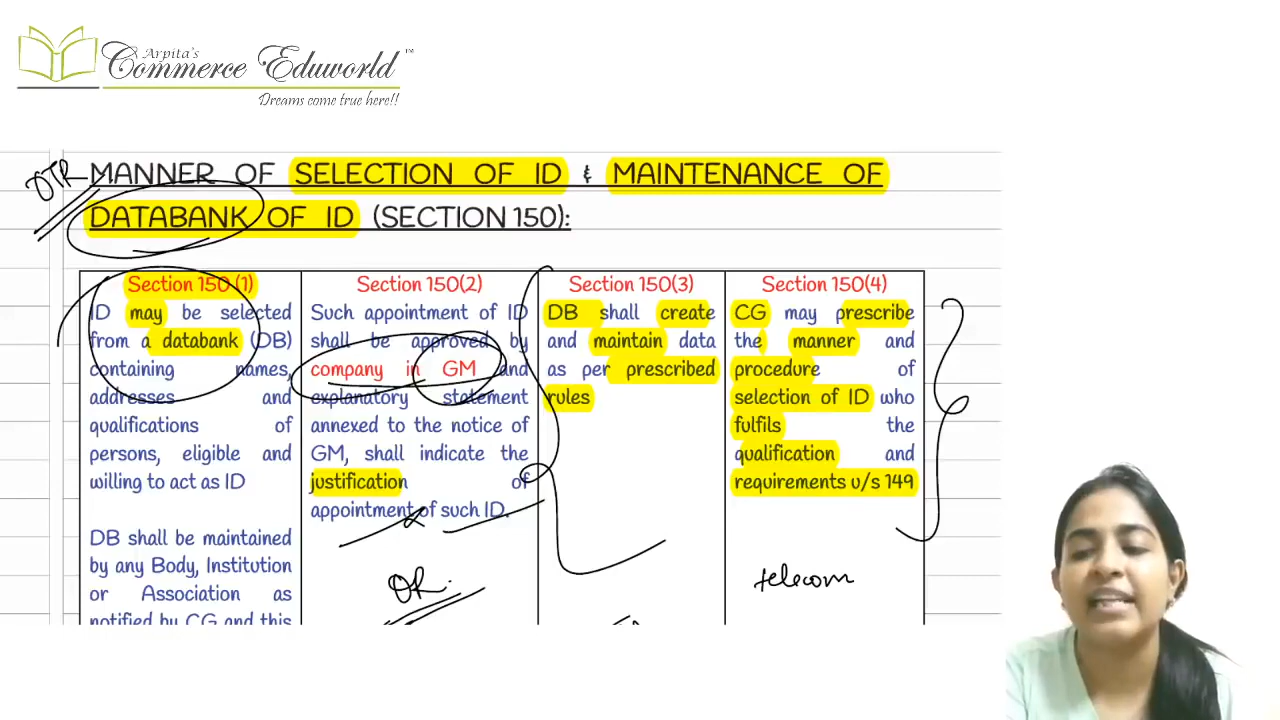 Arpita's
Commerce Eduworld™
Dreams come true here!!
DTR
MANNER OF SELECTION OF ID & MAINTENANCE OF
DATABANK OF ID (SECTION 150):
Section 150 (1)
ID may be selected
from a databank (DB)
containing names,
addresses and
qualifications of
persons, eligible and
willing to act as ID
DB shall be maintained
by any Body, Institution
or Association as
notified by CG and this
Section 150(2)
Such appointment of ID
shall be approved by
company in GM and
explanatory statement
annexed to the notice of
GM, shall indicate the
justification of
appointment of such ID.
OR
Section 150(3)
DB shall create
and maintain data
as per prescribed
rules
Section 150(4)
CG may prescribe
the manner and
procedure of
selection of ID who
fulfils the
qualification and
requirements u/s 149
telecom